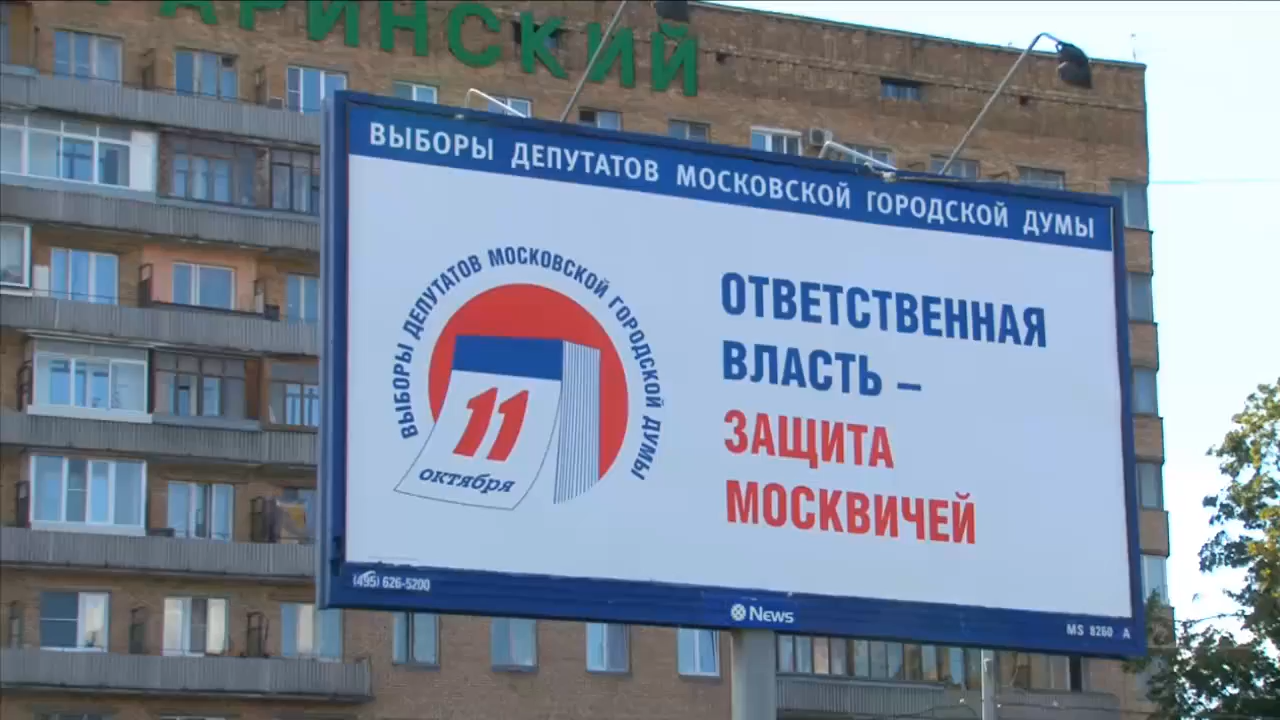 ГАРИНСКИЙ
ВЫБОРЫ ДЕПУТАТОВ МОСКОВСКОЙ ГОРОДСКОЙ ДУМЫ
ВЫБОРЫ ДЕПУТАТОВ МОСКОВСКОЙ ГОРОДСКОЙ ДУМЫ
11
октября
ОТВЕТСТВЕННАЯ
ВЛАСТЬ –
ЗАЩИТА
МОСКВИЧЕЙ
(495) 626-5200
News
MS 8260 A